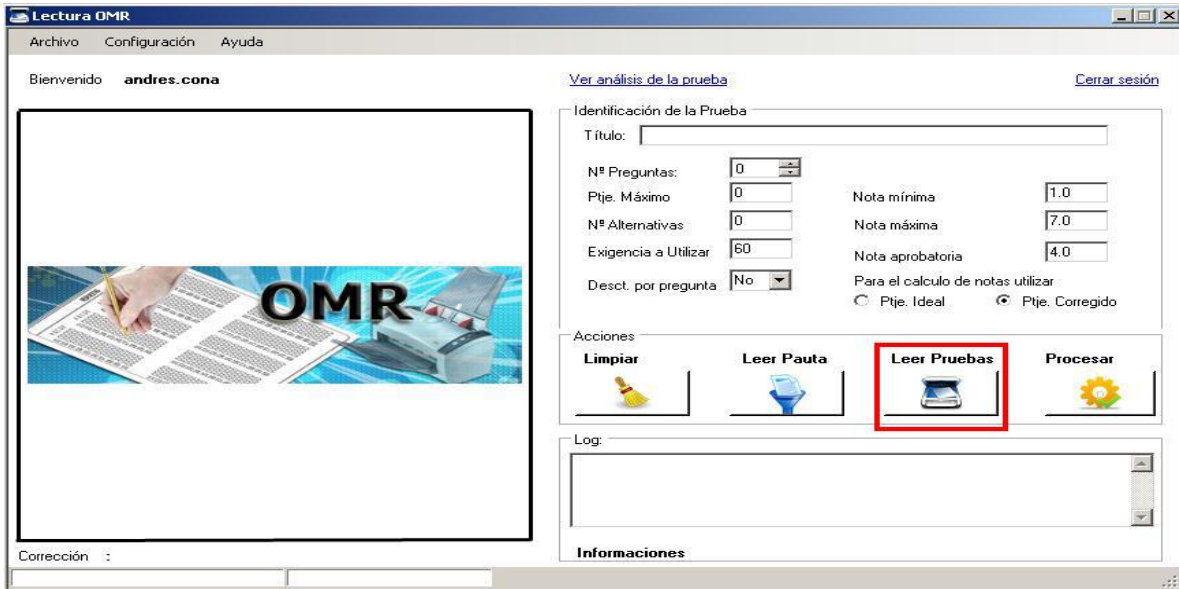 Lectura OMR
Archivo Configuración Ayuda
Bienvenido andres.cona
Ver análisis de la prueba Cerrar sesión
Identificación de la Prueba
Título:
Nº Preguntas: 0
Ptje. Máximo 0 Nota mínima 1.0
Nº Alternativas 0 Nota máxima 7.0
Exigencia a Utilizar 60 Nota aprobatoria 4.0
Desct. por pregunta No Para el calculo de notas utilizar
Ptje. Ideal Ptje. Corregido
OMR
Acciones
Limpiar Leer Pauta Leer Pruebas Procesar
Log:
Informaciones
Corrección :